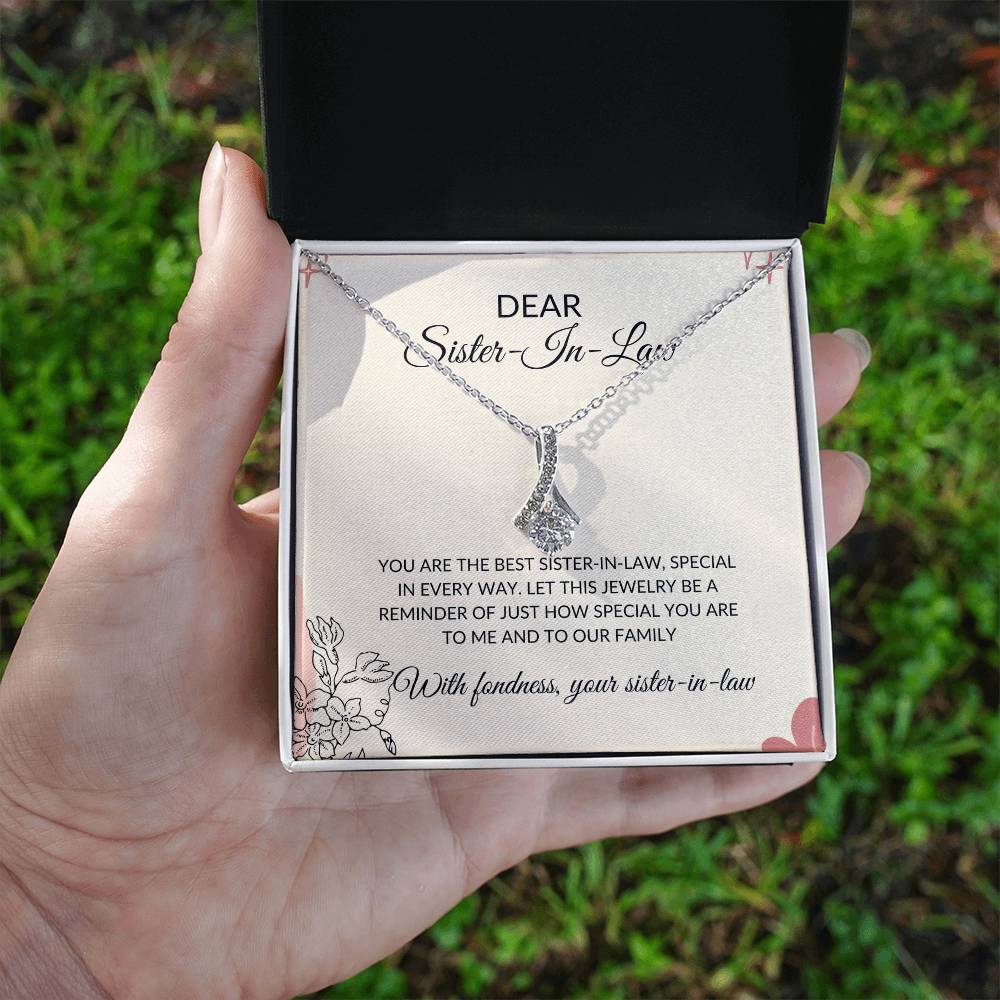 DEAR
Sister-In-Law
YOU ARE THE BEST SISTER-IN-LAW, SPECIAL
IN EVERY WAY. LET THIS JEWELRY BE A
REMINDER OF JUST HOW SPECIAL YOU ARE
TO ME AND TO OUR FAMILY
With fondness, your sister-in-law